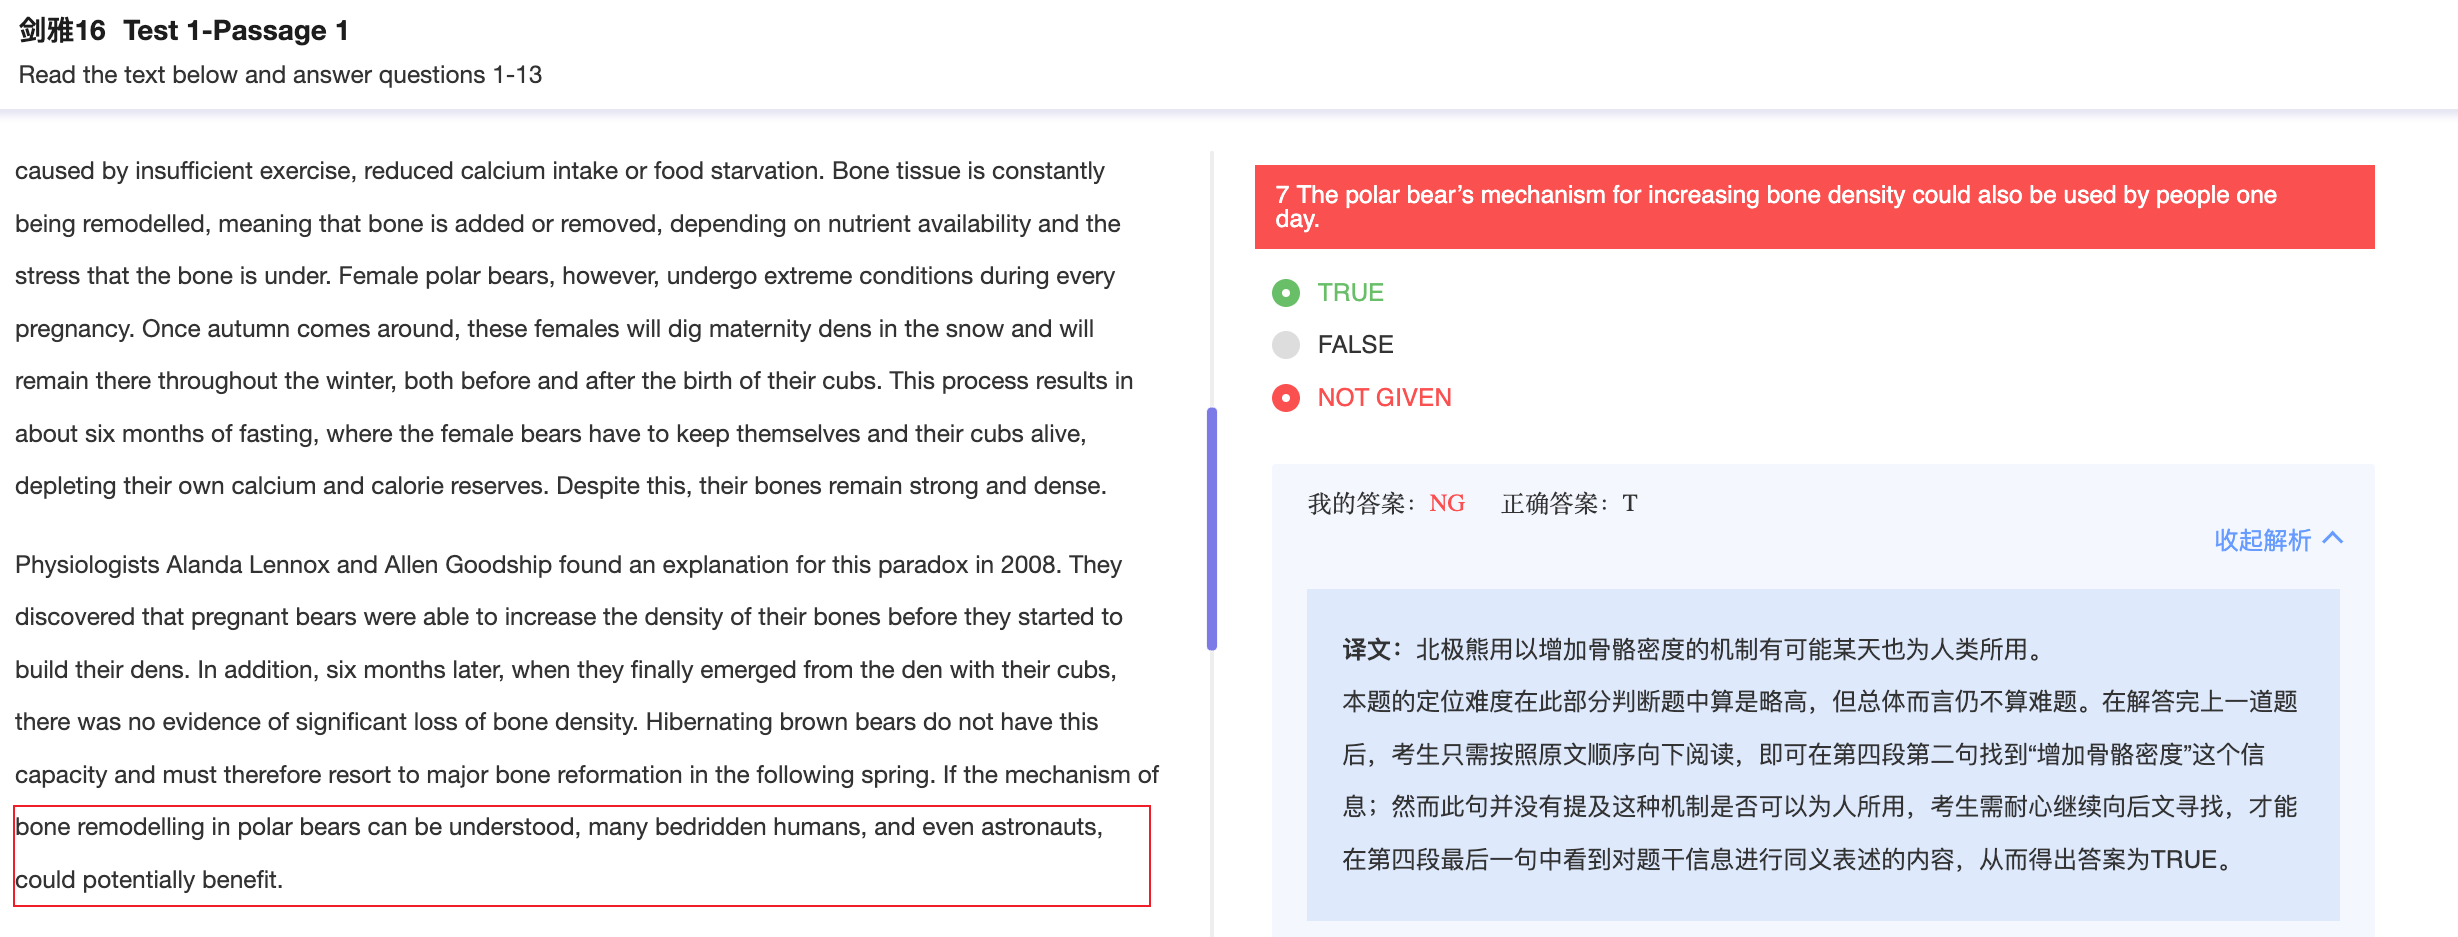 剑雅16 Test 1-Passage 1
Read the text below and answer questions 1-13
caused by insufficient exercise, reduced calcium intake or food starvation. Bone tissue is constantly
being remodelled, meaning that bone is added or removed, depending on nutrient availability and the
stress that the bone is under. Female polar bears, however, undergo extreme conditions during every
pregnancy. Once autumn comes around, these females will dig maternity dens in the snow and will
remain there throughout the winter, both before and after the birth of their cubs. This process results in
about six months of fasting, where the female bears have to keep themselves and their cubs alive,
depleting their own calcium and calorie reserves. Despite this, their bones remain strong and dense.
Physiologists Alanda Lennox and Allen Goodship found an explanation for this paradox in 2008. They
discovered that pregnant bears were able to increase the density of their bones before they started to
build their dens. In addition, six months later, when they finally emerged from the den with their cubs,
there was no evidence of significant loss of bone density. Hibernating brown bears do not have this
capacity and must therefore resort to major bone reformation in the following spring. If the mechanism of
bone remodelling in polar bears can be understood, many bedridden humans, and even astronauts,
could potentially benefit.
7 The polar bear’s mechanism for increasing bone density could also be used by people one
day.
TRUE
FALSE
NOT GIVEN
我的答案：NG 正确答案：T
收起解析
译文：北极熊用以增加骨骼密度的机制有可能某天也为人类所用。
本题的定位难度在此部分判断题中算是略高，但总体而言仍不算难题。在解答完上一道题
后，考生只需按照原文顺序向下阅读，即可在第四段第二句找到“增加骨骼密度”这个信
息；然而此句并没有提及这种机制是否可以为人所用，考生需耐心继续向后文寻找，才能
在第四段最后一句中看到对题干信息进行同义表述的内容，从而得出答案为TRUE。